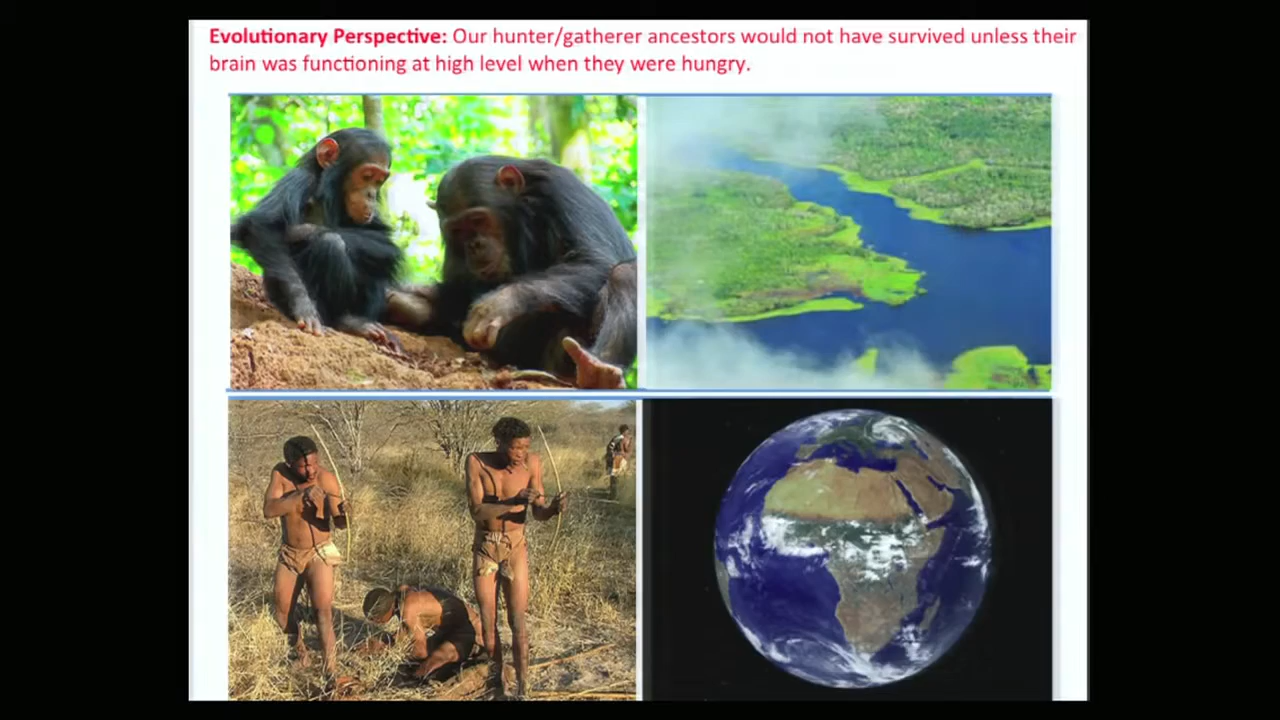 Evolutionary Perspective: Our hunter/gatherer ancestors would not have survived unless their
brain was functioning at high level when they were hungry.